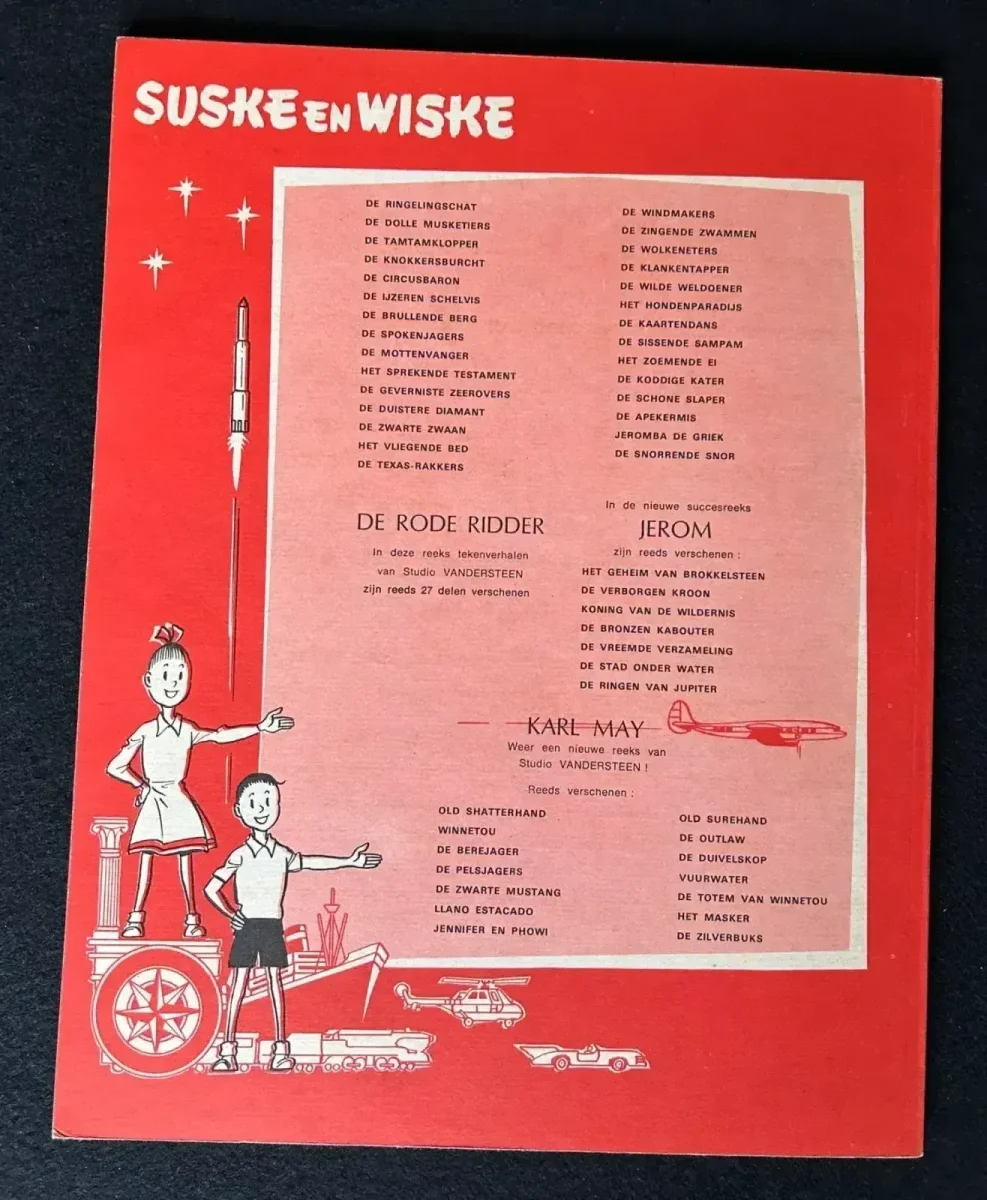 SUSKE EN WISKE
DE RINGELINGSCHAT
DE DOLLE MUSKETIERS
DE TAMTAMKLOPPER
DE KNOKKERSBURCHT
DE CIRCUSBARON
DE IJZEREN SCHELVIS
DE BRULLENDE BERG
DE SPOKENJAGERS
DE MOTTENVANGER
HET SPREKENDE TESTAMENT
DE GEVERNISTE ZEEROVERS
DE DUISTERE DIAMANT
DE ZWARTE ZWAAN
HET VLIEGENDE BED
DE TEXAS-RAKKERS
DE WINDMAKERS
DE ZINGENDE ZWAMMEN
DE WOLKENETERS
DE KLANKENTAPPER
DE WILDE WELDOENER
HET HONDENPARADIJS
DE KAARTENDANS
DE SISSENDE SAMPAM
HET ZOEMENDE EI
DE KODDIGE KATER
DE SCHONE SLAPER
DE APEKERMIS
JEROMBA DE GRIEK
DE SNORRENDE SNOR
DE RODE RIDDER
In deze reeks tekenverhalen
van Studio VANDERSTEEN
zijn reeds 27 delen verschenen
In de nieuwe succesreeks
JEROM
zijn reeds verschenen :
HET GEHEIM VAN BROKKELSTEEN
DE VERBORGEN KROON
KONING VAN DE WILDERNIS
DE BRONZEN KABOUTER
DE VREEMDE VERZAMELING
DE STAD ONDER WATER
DE RINGEN VAN JUPITER
KARL MAY
Weer een nieuwe reeks van
Studio VANDERSTEEN !
Reeds verschenen :
OLD SHATTERHAND
WINNETOU
DE BEREJAGER
DE PELSJAGERS
DE ZWARTE MUSTANG
LLANO ESTACADO
JENNIFER EN PHOWI
OLD SUREHAND
DE OUTLAW
DE DUIVELSKOP
VUURWATER
DE TOTEM VAN WINNETOU
HET MASKER
DE ZILVERBUKS